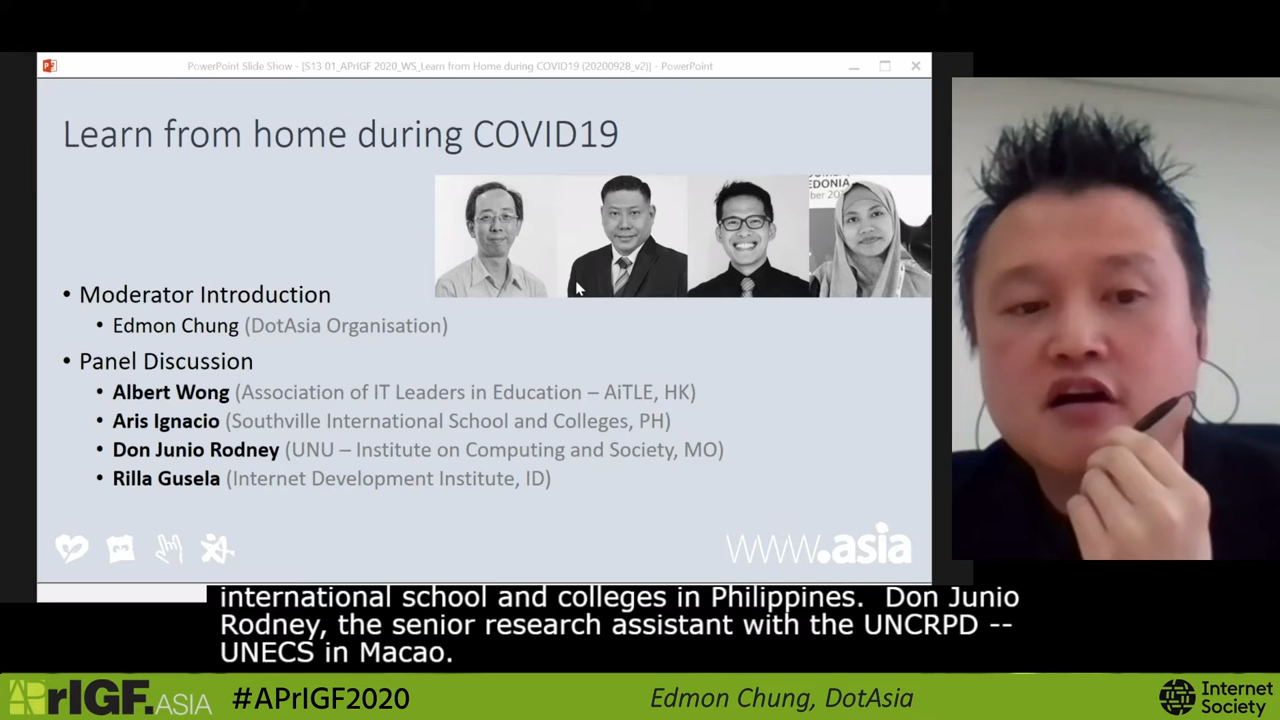 PowerPoint Slide Show - [S13 01_APrIGF 2020_WS_Learn from Home during COVID19 (20200928_v2)] - PowerPoint
Learn from home during COVID19
EDONIA
• Moderator Introduction
• Edmon Chung (DotAsia Organisation)
• Panel Discussion
• Albert Wong (Association of IT Leaders in Education – AiTLE, HK)
• Aris Ignacio (Southville International School and Colleges, PH)
• Don Junio Rodney (UNU – Institute on Computing and Society, MO)
• Rilla Gusela (Internet Development Institute, ID)
www.asia
international school and colleges in Philippines. Don Junio
Rodney, the senior research assistant with the UNCRPD --
UNECS in Macao.
APrIGF.ASIA #APrIGF2020 Edmon Chung, DotAsia Internet
Society